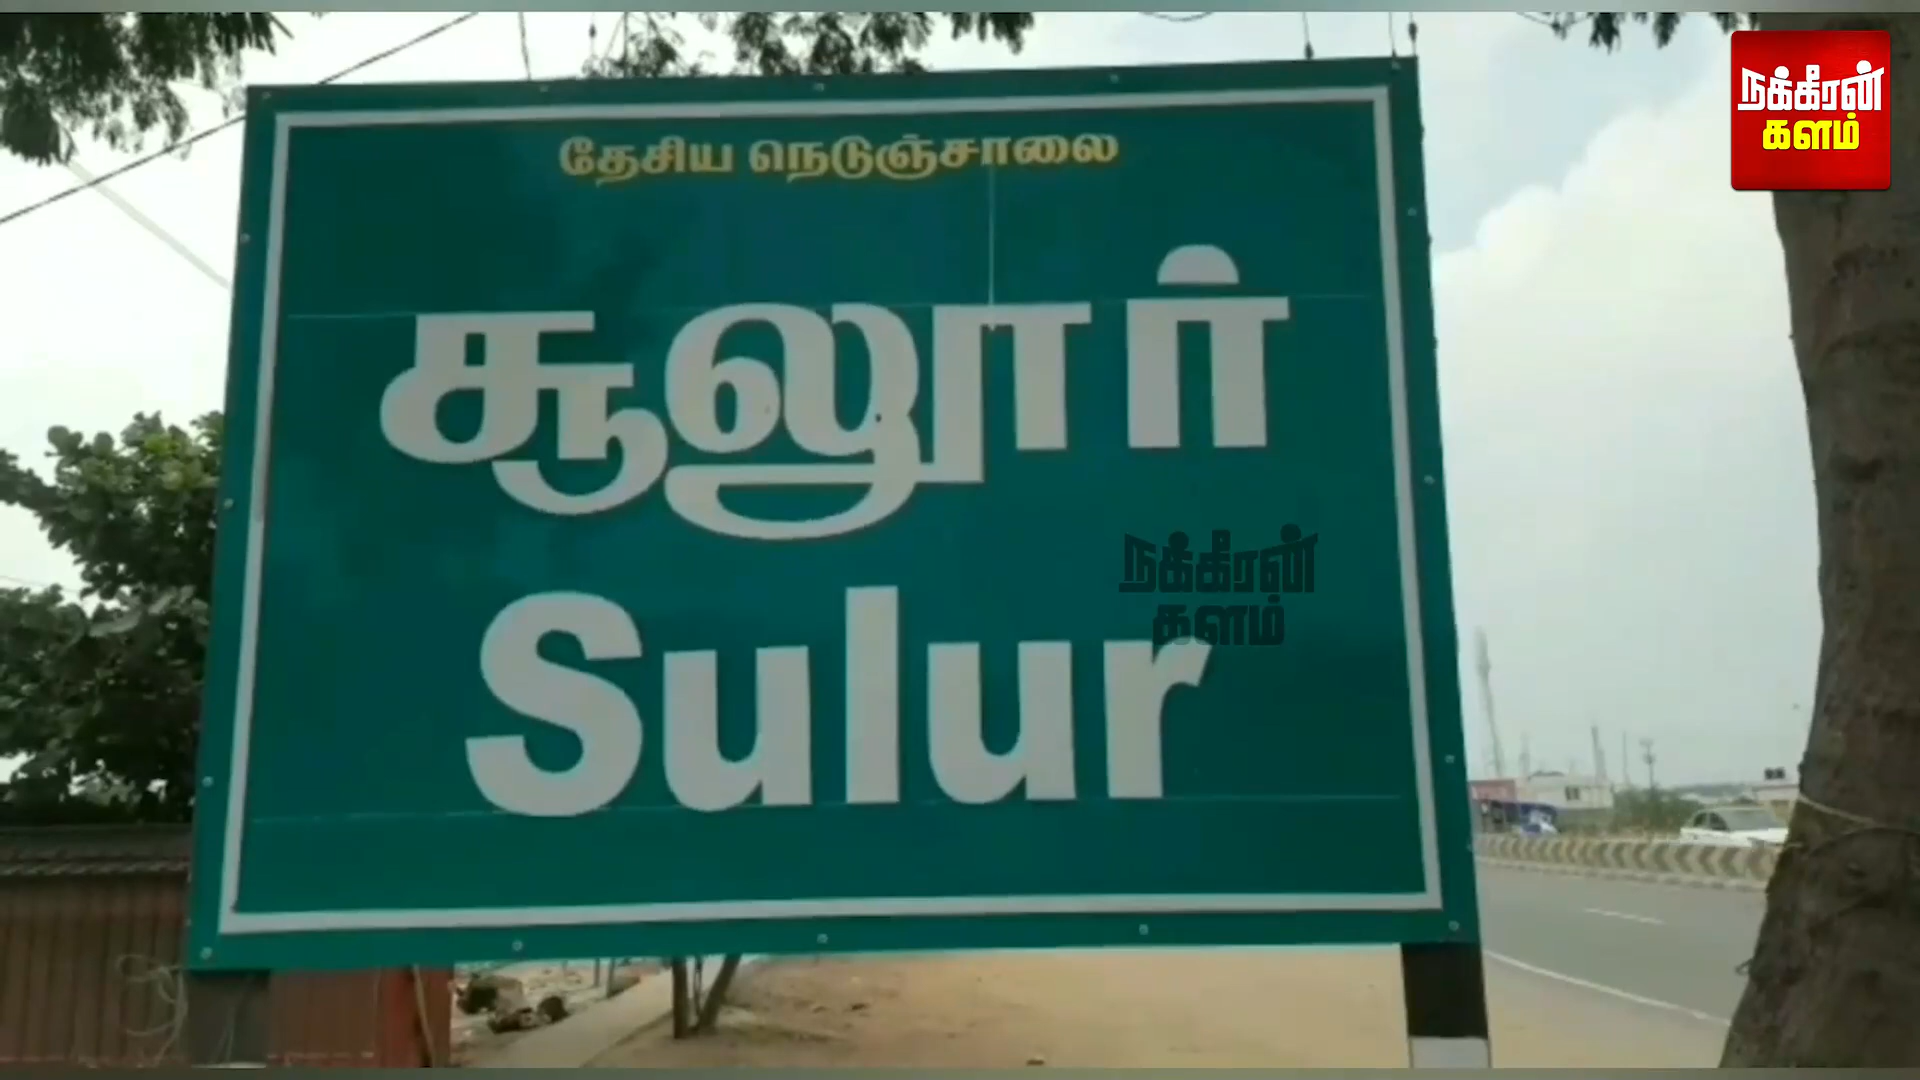 நக்கீரன்
களம்
தேசிய நெடுஞ்சாலை
சூலூர்
நக்கீரன்
களம்
Sulur